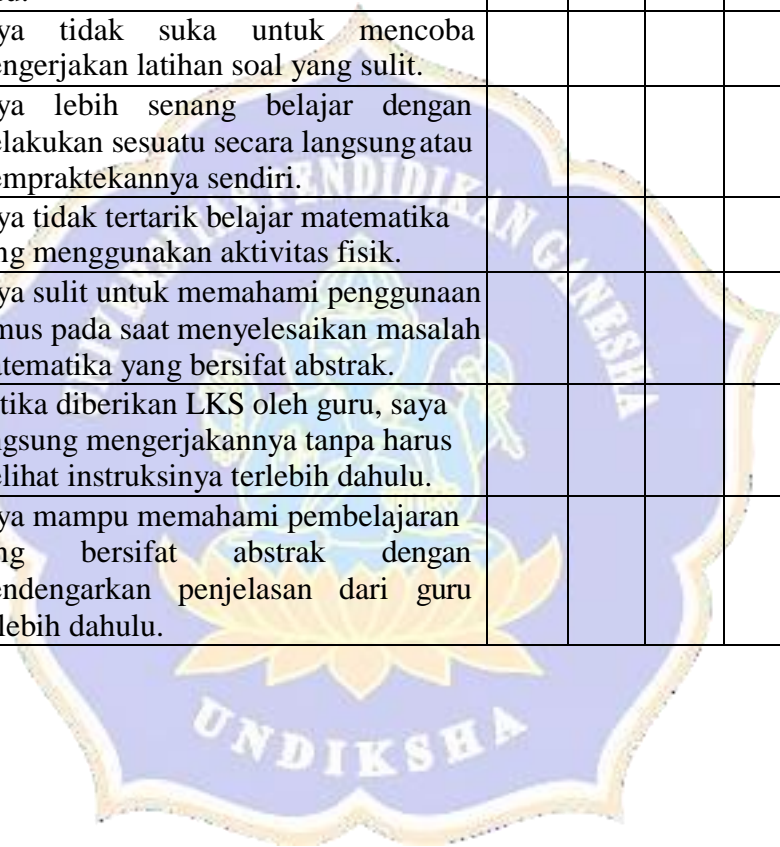 ya tidak suka untuk mencoba
engerjakan latihan soal yang sulit.
ya lebih senang belajar dengan
elakukan sesuatu secara langsung atau
empraktekannya sendiri.
ya tidak tertarik belajar matematika
ng menggunakan aktivitas fisik.
ya sulit untuk memahami penggunaan
mus pada saat menyelesaikan masalah
atematika yang bersifat abstrak.
tika diberikan LKS oleh guru, saya
ngsung mengerjakannya tanpa harus
elihat instruksinya terlebih dahulu.
ya mampu memahami pembelajaran
ng bersifat abstrak dengan
endengarkan penjelasan dari guru
lebih dahulu.
PENDIDIKAN GANESHA
UNDIKSHA